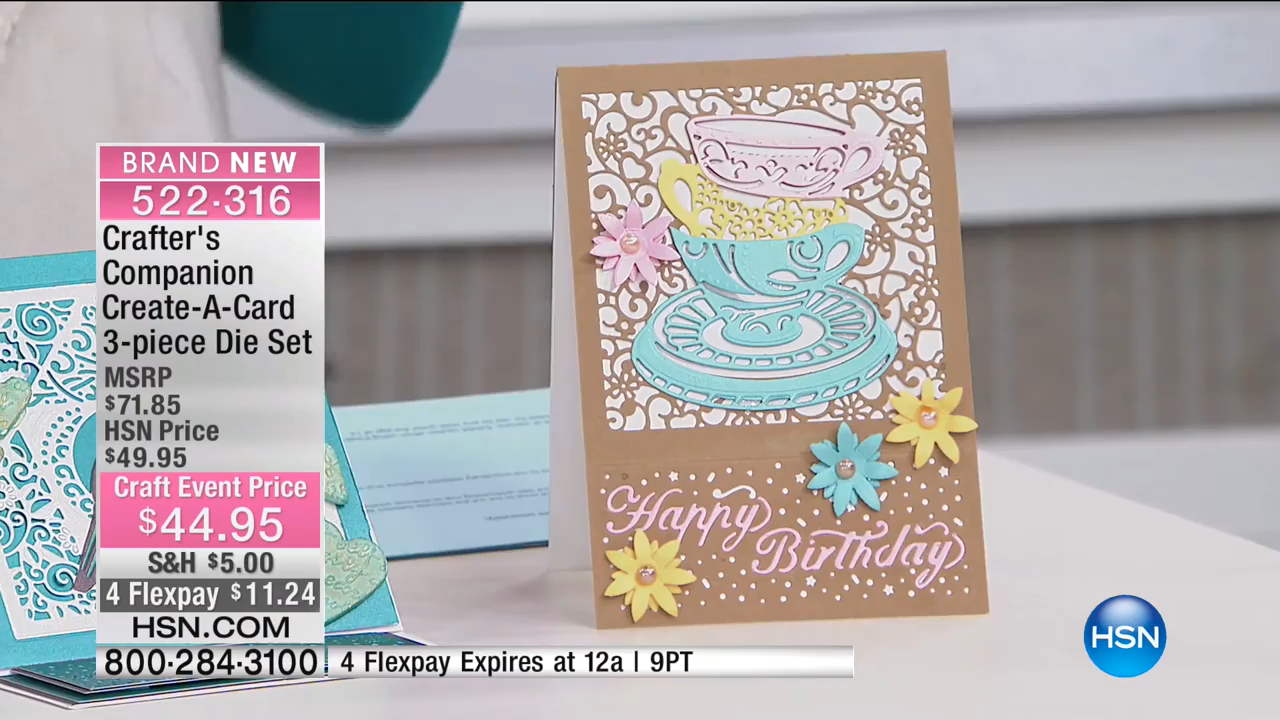 BRAND NEW
522·316
Crafter's
Companion
Create-A-Card
3-piece Die Set
MSRP
$71.85
HSN Price
$49.95
Craft Event Price
$44.95
S&H $5.00
4 Flexpay $11.24
HSN.COM
800·284·3100
4 Flexpay Expires at 12a | 9PT
Happy
Birthday
HSN